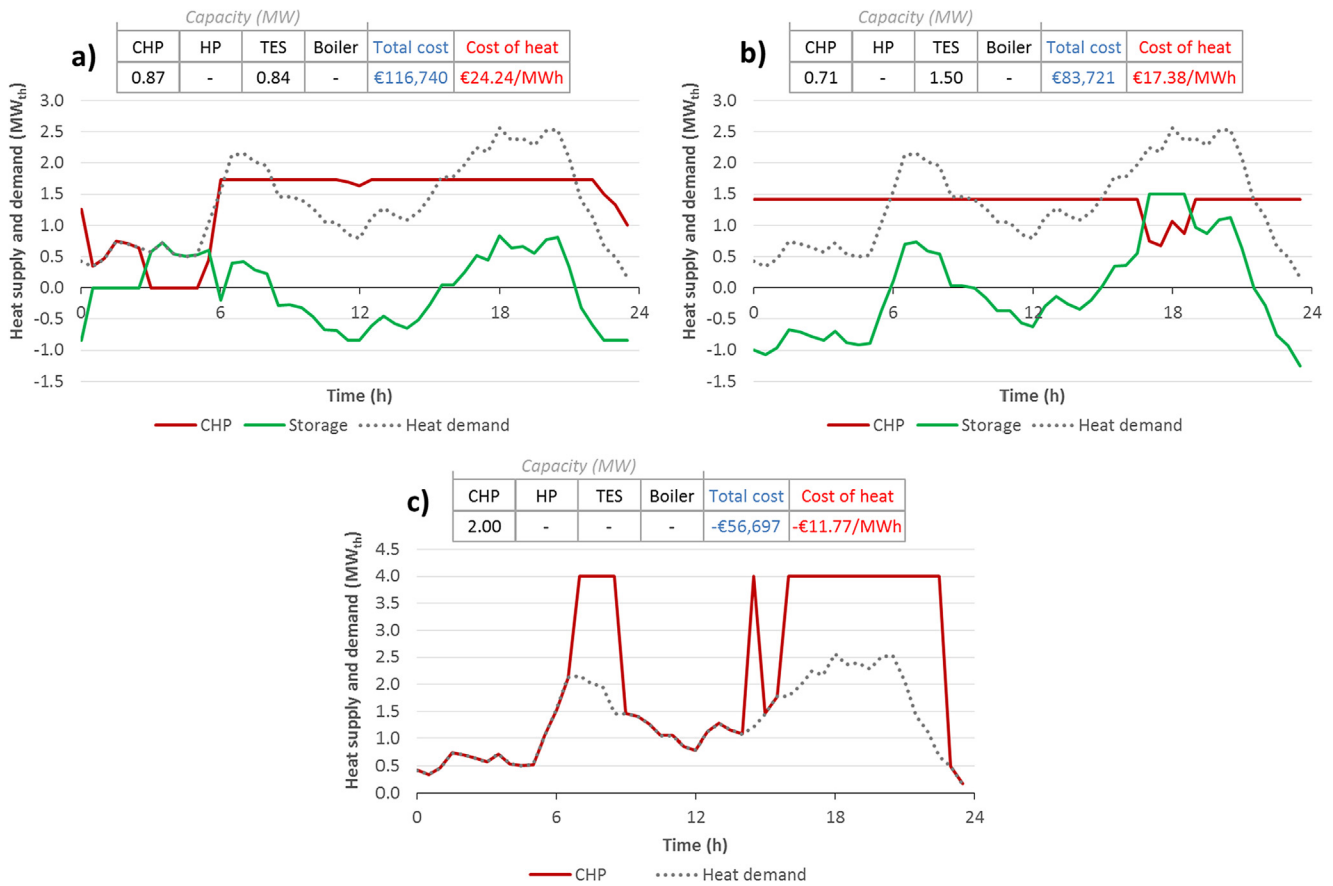 Capacity (MW)
a)
CHP HP TES Boiler Total cost Cost of heat
0.87 - 0.84 - €116,740 €24.24/MWh
Heat supply and demand (MWth)
3.0
2.5
2.0
1.5
1.0
0.5
0.0
-0.5
-1.0
-1.5
0 6 12 18 24
Time (h)
CHP Storage Heat demand
Capacity (MW)
b)
CHP HP TES Boiler Total cost Cost of heat
0.71 - 1.50 - €83,721 €17.38/MWh
Heat supply and demand (MWth)
3.0
2.5
2.0
1.5
1.0
0.5
0.0
-0.5
-1.0
-1.5
0 6 12 18 24
Time (h)
CHP Storage Heat demand
Capacity (MW)
c)
CHP HP TES Boiler Total cost Cost of heat
2.00 - - - -€56,697 -€11.77/MWh
Heat supply and demand (MWth)
4.5
4.0
3.5
3.0
2.5
2.0
1.5
1.0
0.5
0.0
0 6 12 18 24
Time (h)
CHP Heat demand